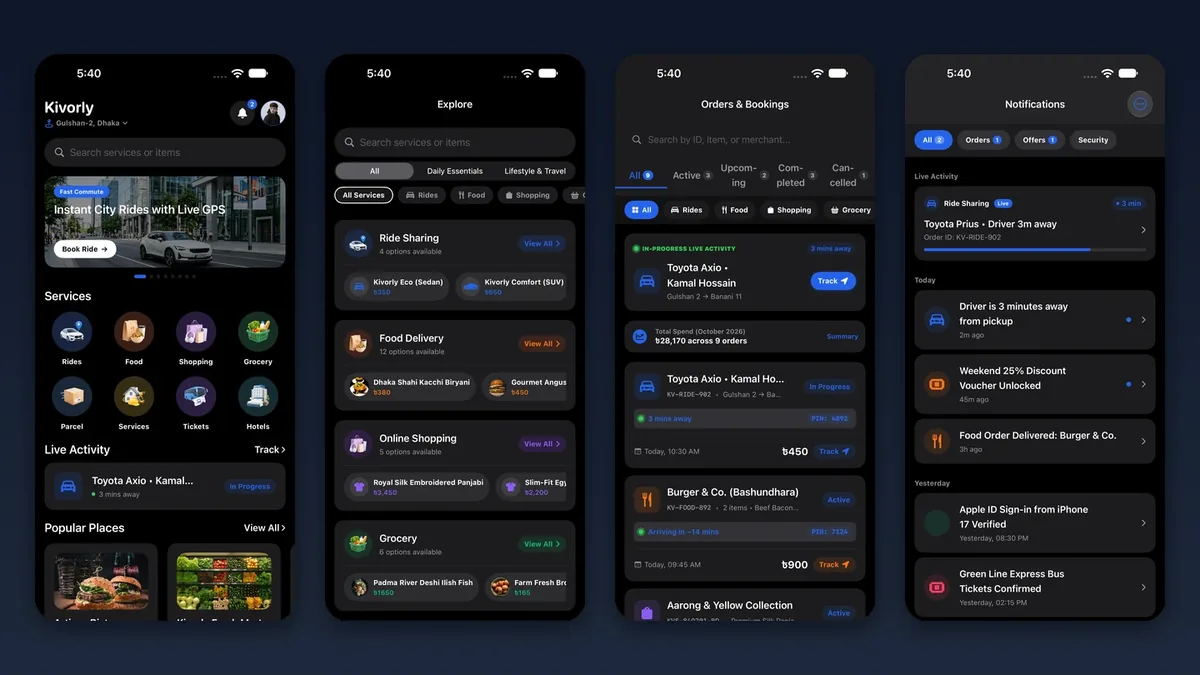 5:40
Kivorly
2
Gulshan-2, Dhaka
Search services or items
Fast Commute
Instant City Rides with Live GPS
Book Ride →
Services
Rides
Food
Shopping
Grocery
Parcel
Services
Tickets
Hotels
Live Activity
Track
Toyota Axio • Kamal...
3 mins away
In Progress
Popular Places
View All
5:40
Explore
Search services or items
All
Daily Essentials
Lifestyle & Travel
All Services
Rides
Food
Shopping
Ride Sharing
4 options available
View All
Kivorly Eco (Sedan)
৳350
Kivorly Comfort (SUV)
৳650
Food Delivery
12 options available
View All
Dhaka Shahi Kacchi Biryani
৳380
Gourmet Angus
৳450
Online Shopping
5 options available
View All
Royal Silk Embroidered Panjabi
৳3,450
Slim-Fit Egy
৳2,200
Grocery
6 options available
View All
Padma River Deshi Ilish Fish
৳1650
Farm Fresh Bro
৳165
5:40
Orders & Bookings
Search by ID, item, or merchant...
All 9
Active 3
Upcom-
ing 2
Com-
pleted 3
Can-
celled 1
All
Rides
Food
Shopping
Grocery
IN-PROGRESS LIVE ACTIVITY
3 mins away
Toyota Axio •
Kamal Hossain
Gulshan 2 → Banani 11
Track
Total Spend (October 2026)
৳28,170 across 9 orders
Summary
Toyota Axio • Kamal Ho...
KV-RIDE-902 • Gulshan 2 → Ba...
In Progress
3 mins away
PIN: 4892
Today, 10:30 AM
৳450
Track
Burger & Co. (Bashundhara)
KV-FOOD-892 • 2 items • Beef Bacon...
Active
Arriving in ~14 mins
PIN: 7124
Today, 09:45 AM
৳900
Track
Aarong & Yellow Collection
Active
5:40
Notifications
All 2
Orders 1
Offers 1
Security
Live Activity
Ride Sharing
Live
• 3 min
Toyota Prius • Driver 3m away
Order ID: KV-RIDE-902
Today
Driver is 3 minutes away
from pickup
2m ago
Weekend 25% Discount
Voucher Unlocked
45m ago
Food Order Delivered: Burger & Co.
3h ago
Yesterday
Apple ID Sign-in from iPhone
17 Verified
Yesterday, 08:30 PM
Green Line Express Bus
Tickets Confirmed
Yesterday, 02:15 PM